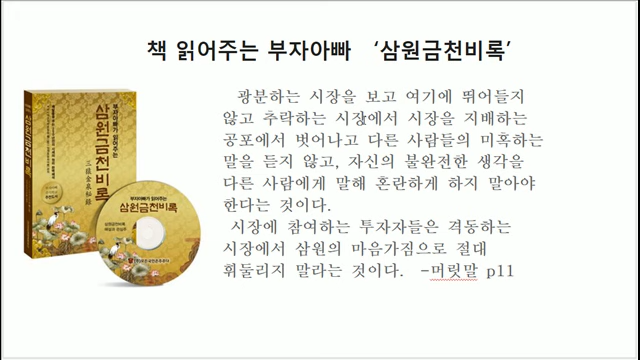 책 읽어주는 부자아빠 ‘삼원금천비록’
광분하는 시장을 보고 여기에 뛰어들지
않고 추락하는 시장에서 시장을 지배하는
공포에서 벗어나고 다른 사람들의 미혹하는
말을 듣지 않고, 자신의 불완전한 생각을
다른 사람에게 말해 혼란하게 하지 말아야
한다는 것이다.
시장에 참여하는 투자자들은 격동하는
시장에서 삼원의 마음가짐으로 절대
휘둘리지 말라는 것이다. -머릿말 p11
부자아빠가 읽어주는
삼원금천비록
三猿金泉秘錄
삼원금천비록
부자아빠가 읽어주는
삼원금천비록